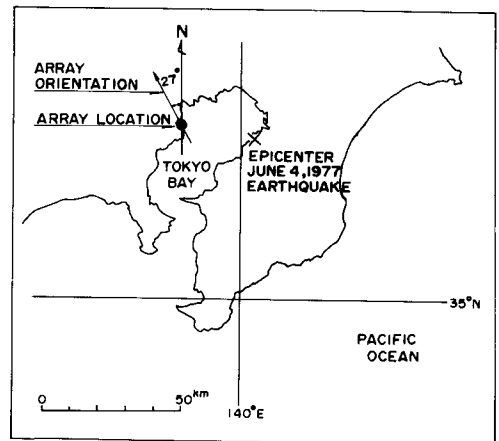 N
ARRAY
ORIENTATION
27°
ARRAY LOCATION
TOKYO
BAY
EPICENTER
JUNE 4, 1977
EARTHQUAKE
35°N
PACIFIC
OCEAN
0 50km
140°E